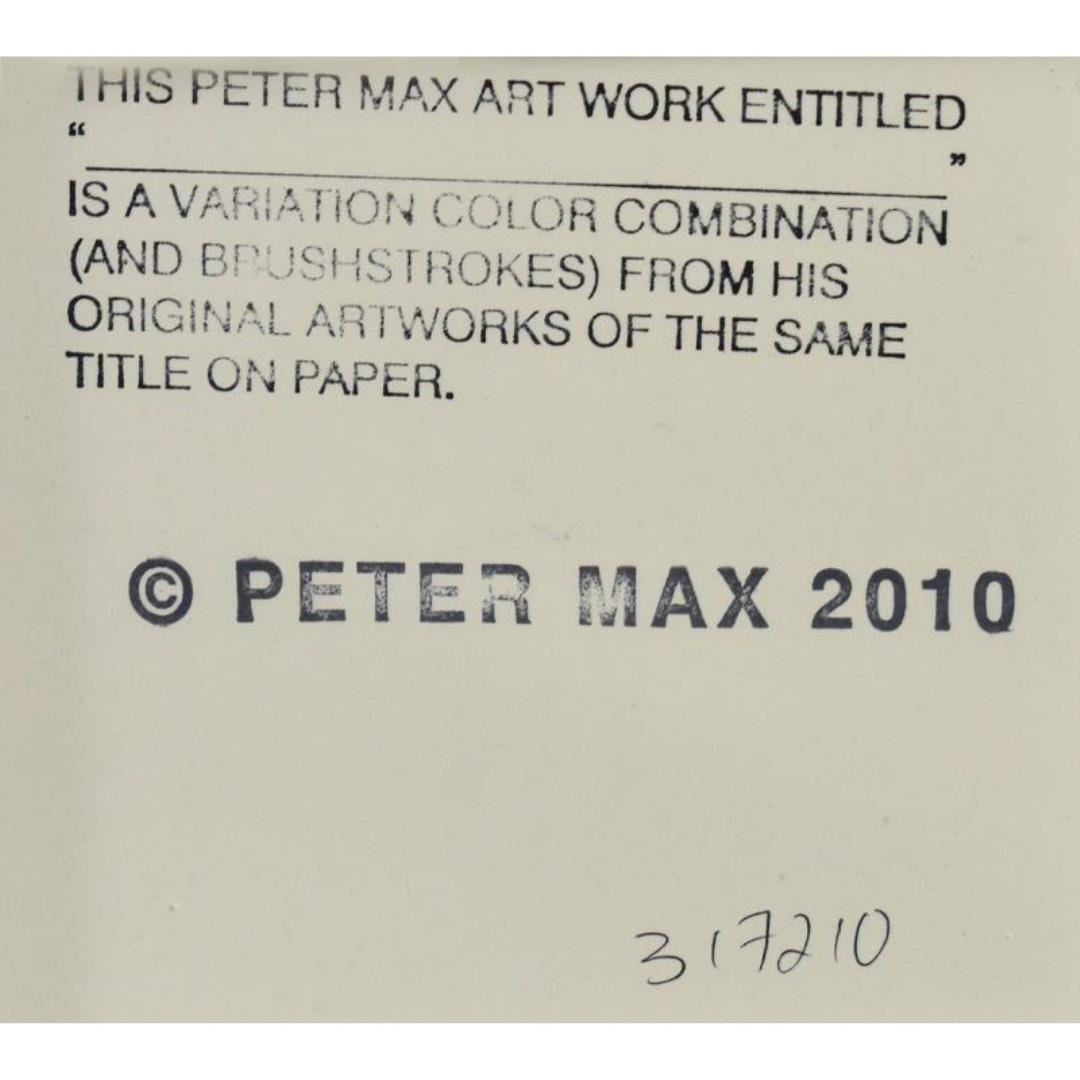 THIS PETER MAX ART WORK ENTITLED
“ ”
IS A VARIATION COLOR COMBINATION
(AND BRUSHSTROKES) FROM HIS
ORIGINAL ARTWORKS OF THE SAME
TITLE ON PAPER.
© PETER MAX 2010
317210